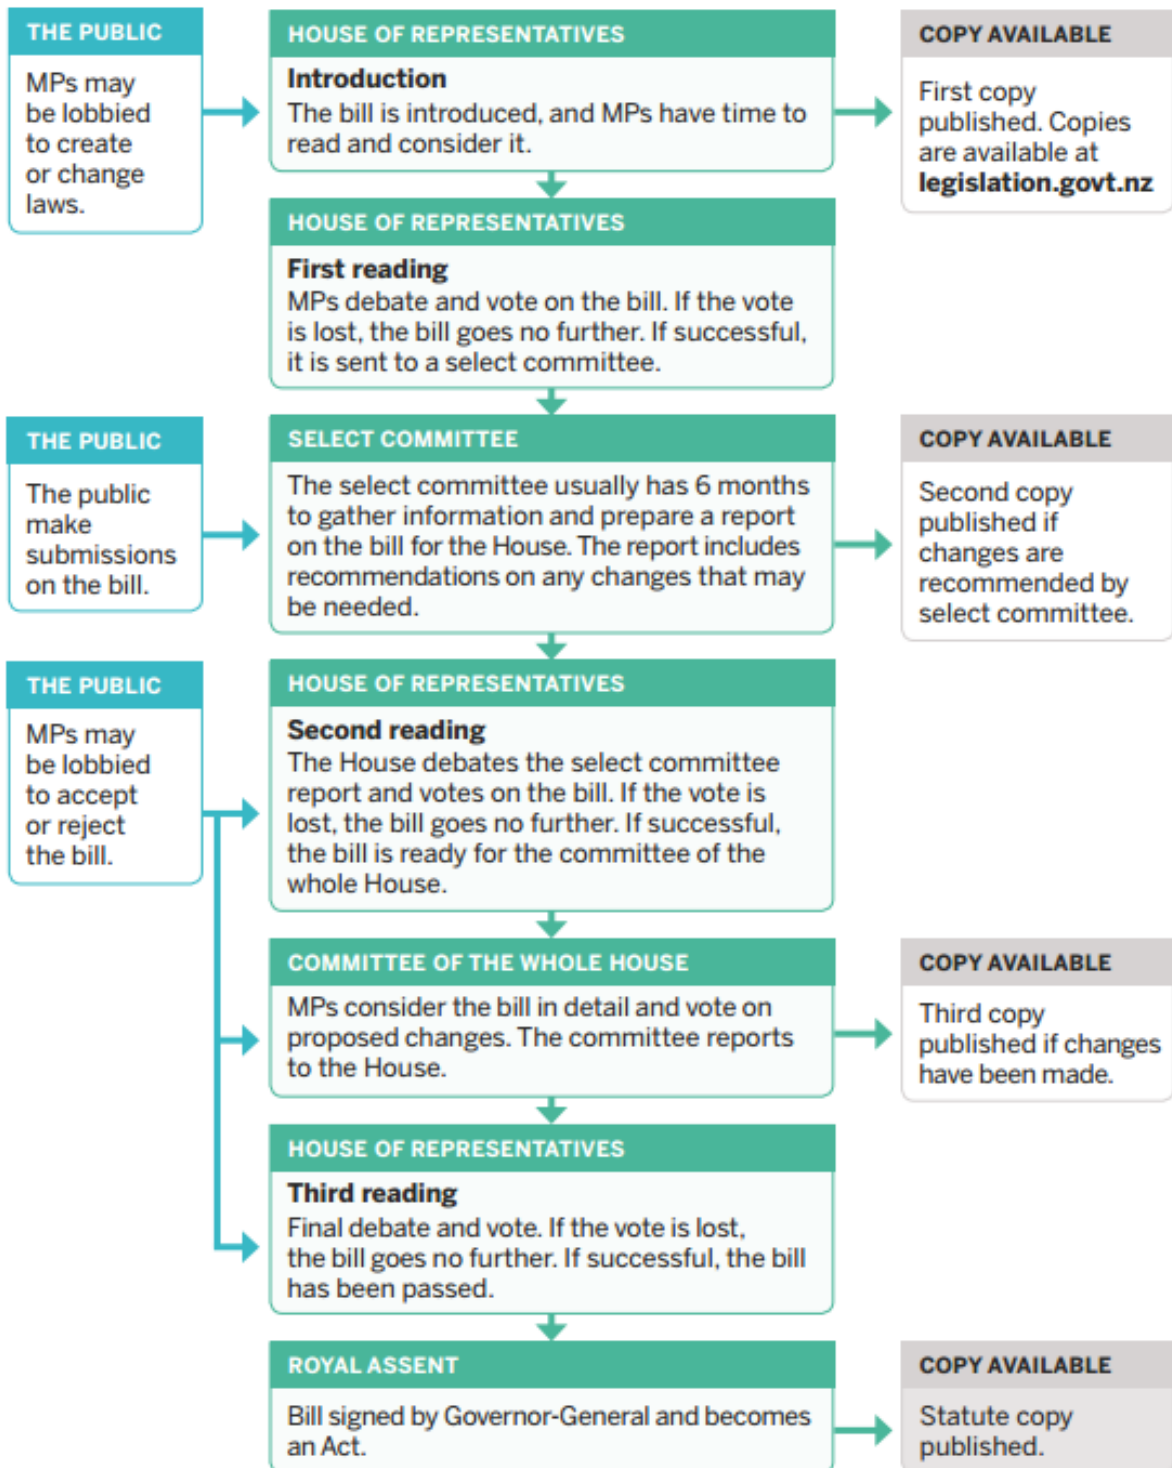 THE PUBLIC
MPs may
be lobbied
to create
or change
laws.
HOUSE OF REPRESENTATIVES
Introduction
The bill is introduced, and MPs have time to
read and consider it.
COPY AVAILABLE
First copy
published. Copies
are available at
legislation.govt.nz
HOUSE OF REPRESENTATIVES
First reading
MPs debate and vote on the bill. If the vote
is lost, the bill goes no further. If successful,
it is sent to a select committee.
THE PUBLIC
The public
make
submissions
on the bill.
SELECT COMMITTEE
The select committee usually has 6 months
to gather information and prepare a report
on the bill for the House. The report includes
recommendations on any changes that may
be needed.
COPY AVAILABLE
Second copy
published if
changes are
recommended by
select committee.
THE PUBLIC
MPs may
be lobbied
to accept
or reject
the bill.
HOUSE OF REPRESENTATIVES
Second reading
The House debates the select committee
report and votes on the bill. If the vote is
lost, the bill goes no further. If successful,
the bill is ready for the committee of the
whole House.
COMMITTEE OF THE WHOLE HOUSE
MPs consider the bill in detail and vote on
proposed changes. The committee reports
to the House.
COPY AVAILABLE
Third copy
published if changes
have been made.
HOUSE OF REPRESENTATIVES
Third reading
Final debate and vote. If the vote is lost,
the bill goes no further. If successful, the bill
has been passed.
ROYAL ASSENT
Bill signed by Governor-General and becomes
an Act.
COPY AVAILABLE
Statute copy
published.